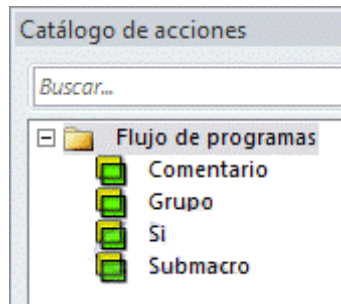 Catálogo de acciones
Buscar...
Flujo de programas
Comentario
Grupo
Si
Submacro